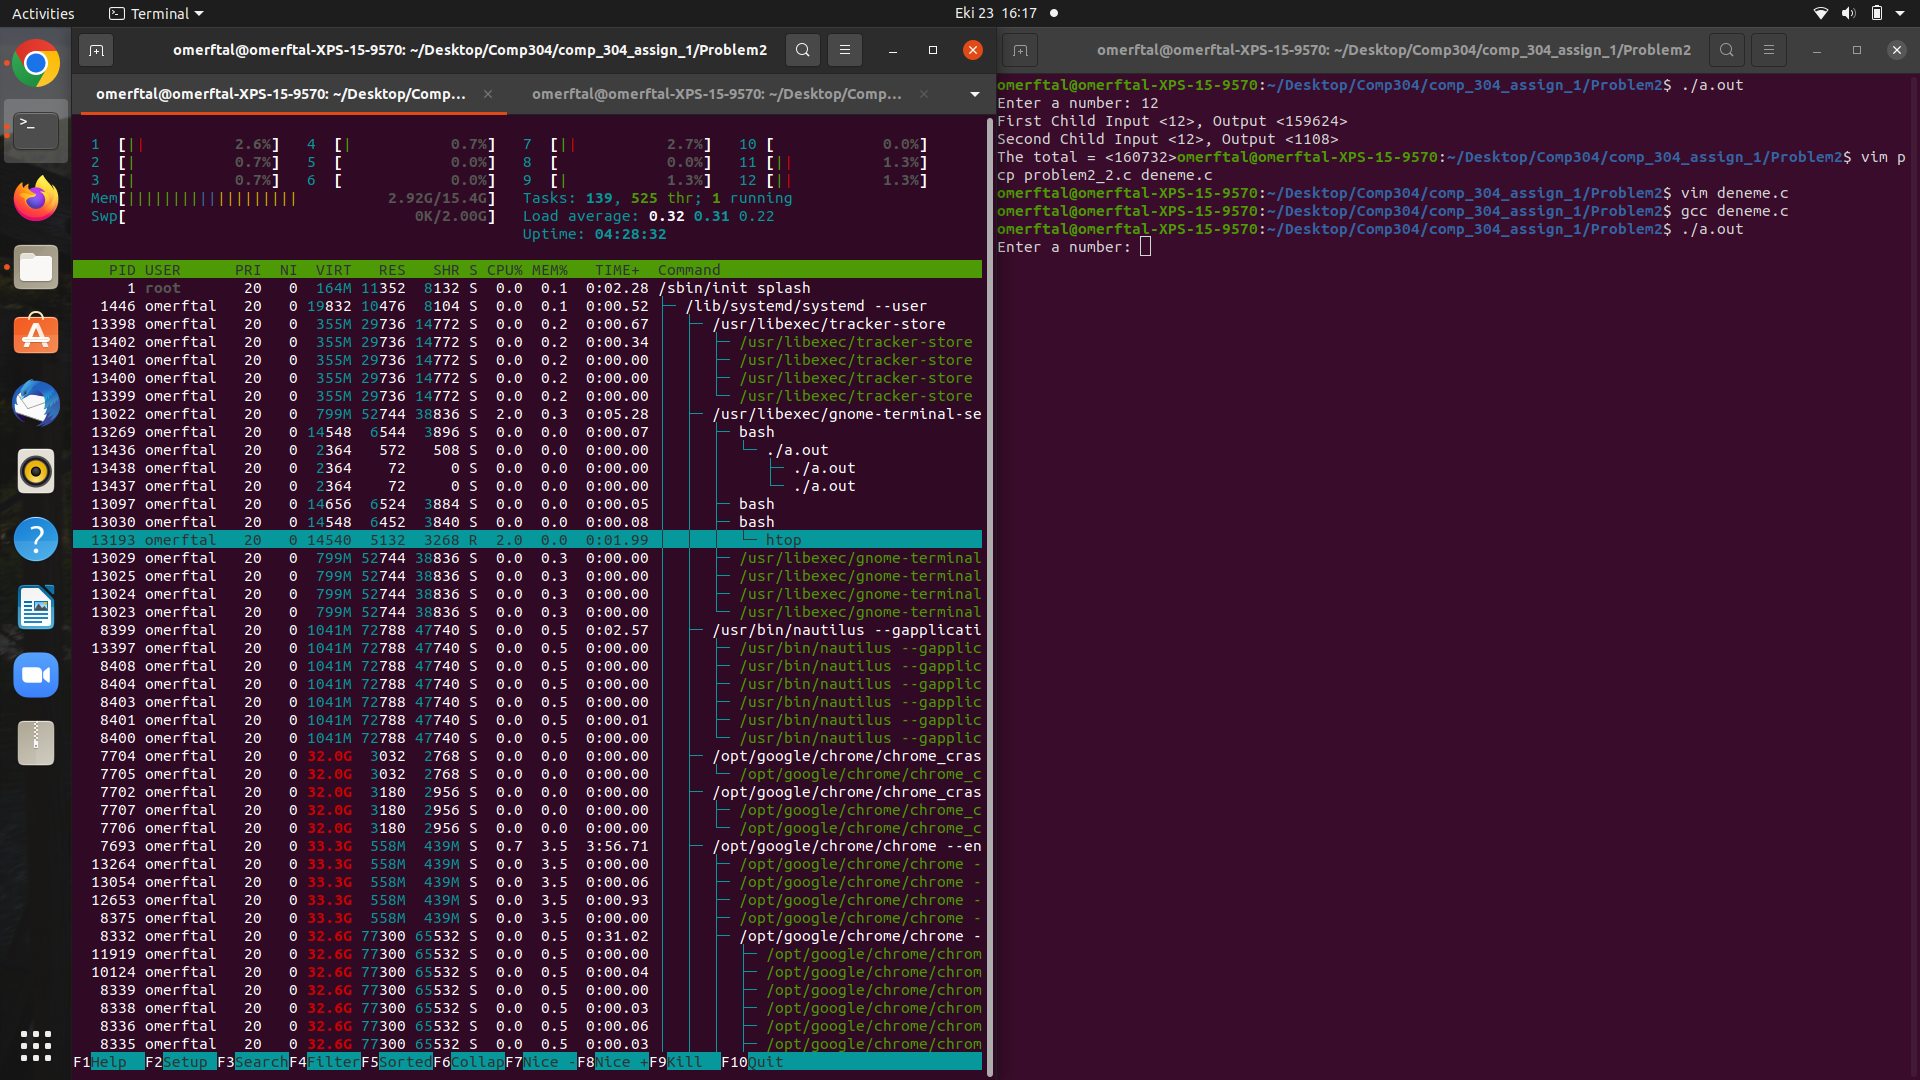 Activities Terminal Eki 23 16:17
omerftal@omerftal-XPS-15-9570: ~/Desktop/Comp304/comp_304_assign_1/Problem2
omerftal@omerftal-XPS-15-9570: ~/Desktop/Comp... omerftal@omerftal-XPS-15-9570: ~/Desktop/Comp...
1 [|| 2.6%] 4 [| 0.7%] 7 [|| 2.7%] 10 [ 0.0%]
2 [| 0.7%] 5 [ 0.0%] 8 [ 0.0%] 11 [|| 1.3%]
3 [| 0.7%] 6 [ 0.0%] 9 [| 1.3%] 12 [|| 1.3%]
Mem[||||||||||||||||||| 2.92G/15.4G] Tasks: 139, 525 thr; 1 running
Swp[ 0K/2.00G] Load average: 0.32 0.31 0.22
Uptime: 04:28:32
PID USER PRI NI VIRT RES SHR S CPU% MEM% TIME+ Command
1 root 20 0 164M 11352 8132 S 0.0 0.1 0:02.28 /sbin/init splash
1446 omerftal 20 0 19832 10476 8104 S 0.0 0.1 0:00.52 ├─ /lib/systemd/systemd --user
13398 omerftal 20 0 355M 29736 14772 S 0.0 0.2 0:00.67 │ ├─ /usr/libexec/tracker-store
13402 omerftal 20 0 355M 29736 14772 S 0.0 0.2 0:00.34 │ │ ├─ /usr/libexec/tracker-store
13401 omerftal 20 0 355M 29736 14772 S 0.0 0.2 0:00.00 │ │ ├─ /usr/libexec/tracker-store
13400 omerftal 20 0 355M 29736 14772 S 0.0 0.2 0:00.00 │ │ ├─ /usr/libexec/tracker-store
13399 omerftal 20 0 355M 29736 14772 S 0.0 0.2 0:00.00 │ │ └─ /usr/libexec/tracker-store
13022 omerftal 20 0 799M 52744 38836 S 2.0 0.3 0:05.28 │ ├─ /usr/libexec/gnome-terminal-se
13269 omerftal 20 0 14548 6544 3896 S 0.0 0.0 0:00.07 │ │ ├─ bash
13436 omerftal 20 0 2364 572 508 S 0.0 0.0 0:00.00 │ │ │ └─ ./a.out
13438 omerftal 20 0 2364 72 0 S 0.0 0.0 0:00.00 │ │ │ ├─ ./a.out
13437 omerftal 20 0 2364 72 0 S 0.0 0.0 0:00.00 │ │ │ └─ ./a.out
13097 omerftal 20 0 14656 6524 3884 S 0.0 0.0 0:00.05 │ │ ├─ bash
13030 omerftal 20 0 14548 6452 3840 S 0.0 0.0 0:00.08 │ │ ├─ bash
13193 omerftal 20 0 14540 5132 3268 R 2.0 0.0 0:01.99 │ │ │ └─ htop
13029 omerftal 20 0 799M 52744 38836 S 0.0 0.3 0:00.00 │ │ ├─ /usr/libexec/gnome-terminal
13025 omerftal 20 0 799M 52744 38836 S 0.0 0.3 0:00.00 │ │ ├─ /usr/libexec/gnome-terminal
13024 omerftal 20 0 799M 52744 38836 S 0.0 0.3 0:00.00 │ │ ├─ /usr/libexec/gnome-terminal
13023 omerftal 20 0 799M 52744 38836 S 0.0 0.3 0:00.00 │ │ └─ /usr/libexec/gnome-terminal
8399 omerftal 20 0 1041M 72788 47740 S 0.0 0.5 0:02.57 │ ├─ /usr/bin/nautilus --gapplicati
13397 omerftal 20 0 1041M 72788 47740 S 0.0 0.5 0:00.00 │ │ ├─ /usr/bin/nautilus --gapplic
8408 omerftal 20 0 1041M 72788 47740 S 0.0 0.5 0:00.00 │ │ ├─ /usr/bin/nautilus --gapplic
8404 omerftal 20 0 1041M 72788 47740 S 0.0 0.5 0:00.00 │ │ ├─ /usr/bin/nautilus --gapplic
8403 omerftal 20 0 1041M 72788 47740 S 0.0 0.5 0:00.00 │ │ ├─ /usr/bin/nautilus --gapplic
8401 omerftal 20 0 1041M 72788 47740 S 0.0 0.5 0:00.01 │ │ ├─ /usr/bin/nautilus --gapplic
8400 omerftal 20 0 1041M 72788 47740 S 0.0 0.5 0:00.00 │ │ └─ /usr/bin/nautilus --gapplic
7704 omerftal 20 0 32.0G 3032 2768 S 0.0 0.0 0:00.00 │ ├─ /opt/google/chrome/chrome_cras
7705 omerftal 20 0 32.0G 3032 2768 S 0.0 0.0 0:00.00 │ │ └─ /opt/google/chrome/chrome_c
7702 omerftal 20 0 32.0G 3180 2956 S 0.0 0.0 0:00.00 │ ├─ /opt/google/chrome/chrome_cras
7707 omerftal 20 0 32.0G 3180 2956 S 0.0 0.0 0:00.00 │ │ ├─ /opt/google/chrome/chrome_c
7706 omerftal 20 0 32.0G 3180 2956 S 0.0 0.0 0:00.00 │ │ └─ /opt/google/chrome/chrome_c
7693 omerftal 20 0 33.3G 558M 439M S 0.7 3.5 3:56.71 │ ├─ /opt/google/chrome/chrome --en
13264 omerftal 20 0 33.3G 558M 439M S 0.0 3.5 0:00.00 │ │ ├─ /opt/google/chrome/chrome -
13054 omerftal 20 0 33.3G 558M 439M S 0.0 3.5 0:00.06 │ │ ├─ /opt/google/chrome/chrome -
12653 omerftal 20 0 33.3G 558M 439M S 0.0 3.5 0:00.93 │ │ ├─ /opt/google/chrome/chrome -
8375 omerftal 20 0 33.3G 558M 439M S 0.0 3.5 0:00.00 │ │ ├─ /opt/google/chrome/chrome -
8332 omerftal 20 0 32.6G 77300 65532 S 0.0 0.5 0:31.02 │ │ ├─ /opt/google/chrome/chrome -
11919 omerftal 20 0 32.6G 77300 65532 S 0.0 0.5 0:00.00 │ │ │ ├─ /opt/google/chrome/chrom
10124 omerftal 20 0 32.6G 77300 65532 S 0.0 0.5 0:00.04 │ │ │ ├─ /opt/google/chrome/chrom
8339 omerftal 20 0 32.6G 77300 65532 S 0.0 0.5 0:00.00 │ │ │ ├─ /opt/google/chrome/chrom
8338 omerftal 20 0 32.6G 77300 65532 S 0.0 0.5 0:00.03 │ │ │ ├─ /opt/google/chrome/chrom
8336 omerftal 20 0 32.6G 77300 65532 S 0.0 0.5 0:00.06 │ │ │ ├─ /opt/google/chrome/chrom
8335 omerftal 20 0 32.6G 77300 65532 S 0.0 0.5 0:00.03 │ │ │ ├─ /opt/google/chrome/chrom
F1Help F2Setup F3SearchF4FilterF5SortedF6CollapF7Nice -F8Nice +F9Kill F10Quit
omerftal@omerftal-XPS-15-9570: ~/Desktop/Comp304/comp_304_assign_1/Problem2
omerftal@omerftal-XPS-15-9570:~/Desktop/Comp304/comp_304_assign_1/Problem2$ ./a.out
Enter a number: 12
First Child Input <12>, Output <159624>
Second Child Input <12>, Output <1108>
The total = <160732>omerftal@omerftal-XPS-15-9570:~/Desktop/Comp304/comp_304_assign_1/Problem2$ vim p
cp problem2_2.c deneme.c
omerftal@omerftal-XPS-15-9570:~/Desktop/Comp304/comp_304_assign_1/Problem2$ vim deneme.c
omerftal@omerftal-XPS-15-9570:~/Desktop/Comp304/comp_304_assign_1/Problem2$ gcc deneme.c
omerftal@omerftal-XPS-15-9570:~/Desktop/Comp304/comp_304_assign_1/Problem2$ ./a.out
Enter a number: